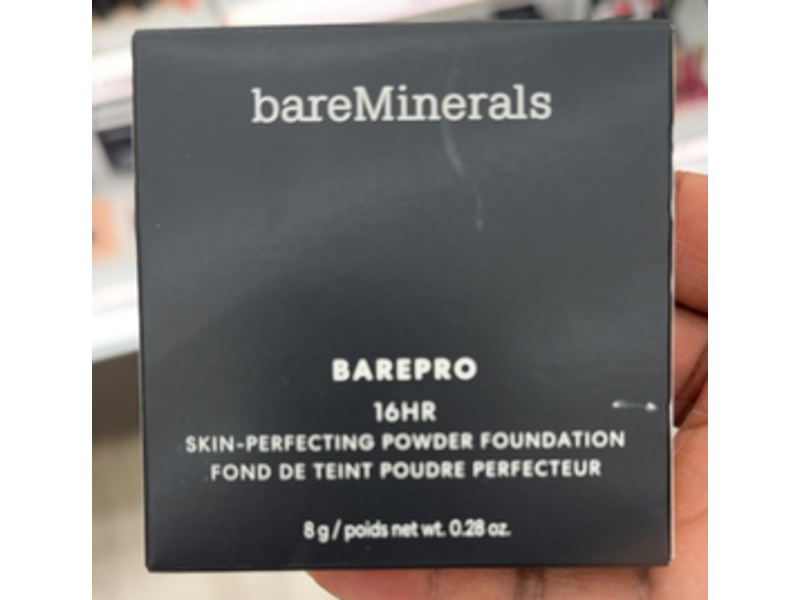 bareMinerals
BAREPRO
16HR
SKIN-PERFECTING POWDER FOUNDATION
FOND DE TEINT POUDRE PERFECTEUR
8 g / poids net wt. 0.28 oz.